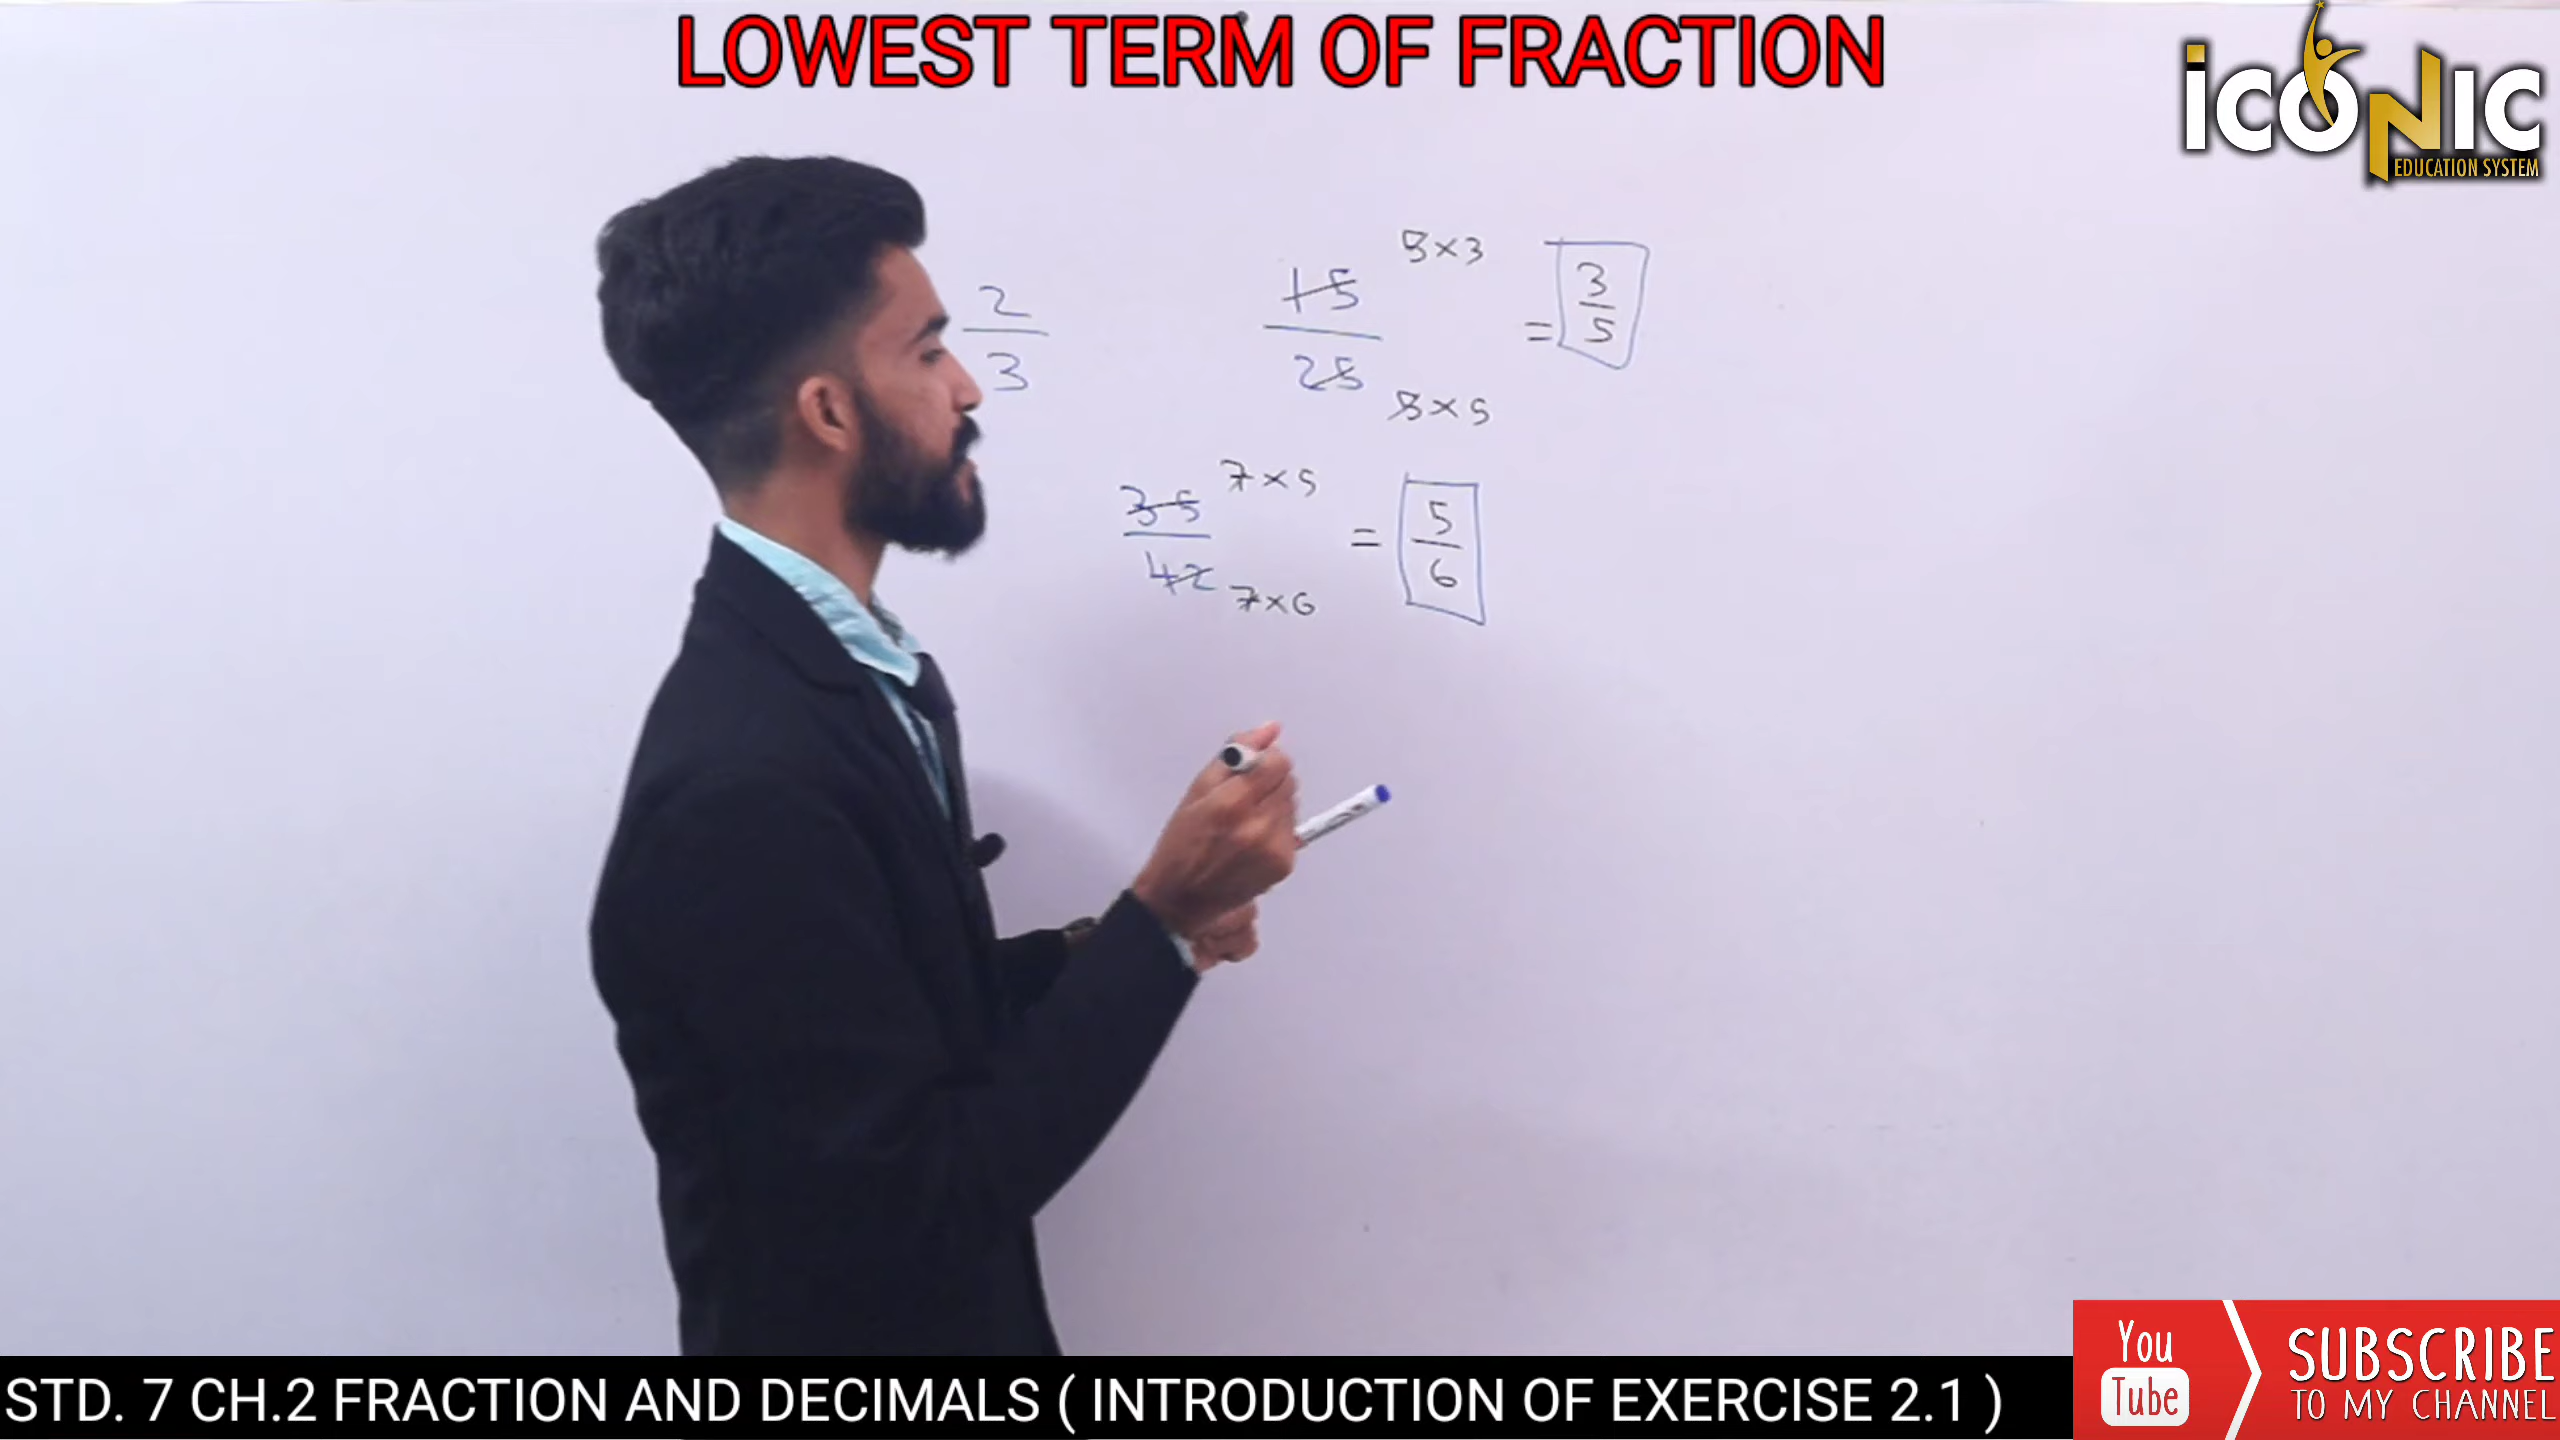 LOWEST TERM OF FRACTION
iCONIC
EDUCATION SYSTEM
2/3
15/25 5×3 / 5×5 = 3/5
35/42 7×5 / 7×6 = 5/6
STD. 7 CH.2 FRACTION AND DECIMALS ( INTRODUCTION OF EXERCISE 2.1 )
You
Tube
SUBSCRIBE
TO MY CHANNEL